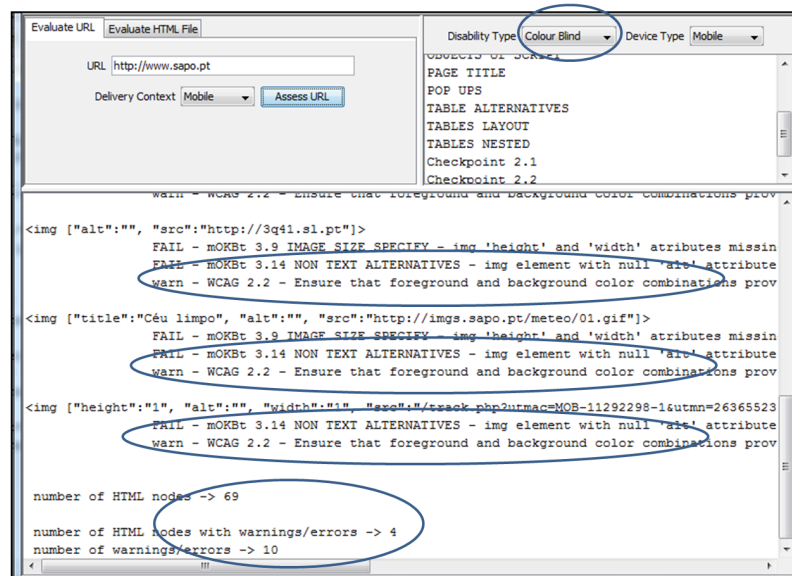 Evaluate URL Evaluate HTML File
Disability Type Colour Blind Device Type Mobile
URL http://www.sapo.pt
Delivery Context Mobile Assess URL
OBJECTS OF SCRIPT
PAGE TITLE
POP UPS
TABLE ALTERNATIVES
TABLES LAYOUT
TABLES NESTED
Checkpoint 2.1
Checkpoint 2.2
warn - WCAG 2.2 - Ensure that foreground and background color combinations prov
<img ["alt":"", "src":"http://3q41.sl.pt"]>
FAIL - mOKBt 3.9 IMAGE SIZE SPECIFY - img 'height' and 'width' atributes missin
FAIL - mOKBt 3.14 NON TEXT ALTERNATIVES - img element with null 'alt' attribute
warn - WCAG 2.2 - Ensure that foreground and background color combinations prov
<img ["title":"Céu limpo", "alt":"", "src":"http://imgs.sapo.pt/meteo/01.gif"]>
FAIL - mOKBt 3.9 IMAGE SIZE SPECIFY - img 'height' and 'width' atributes missin
FAIL - mOKBt 3.14 NON TEXT ALTERNATIVES - img element with null 'alt' attribute
warn - WCAG 2.2 - Ensure that foreground and background color combinations prov
<img ["height":"1", "alt":"", "width":"1", "src":"/track.php?utmac=MOB-11292298-1&utmn=26365523
FAIL - mOKBt 3.14 NON TEXT ALTERNATIVES - img element with null 'alt' attribute
warn - WCAG 2.2 - Ensure that foreground and background color combinations prov
number of HTML nodes -> 69
number of HTML nodes with warnings/errors -> 4
number of warnings/errors -> 10